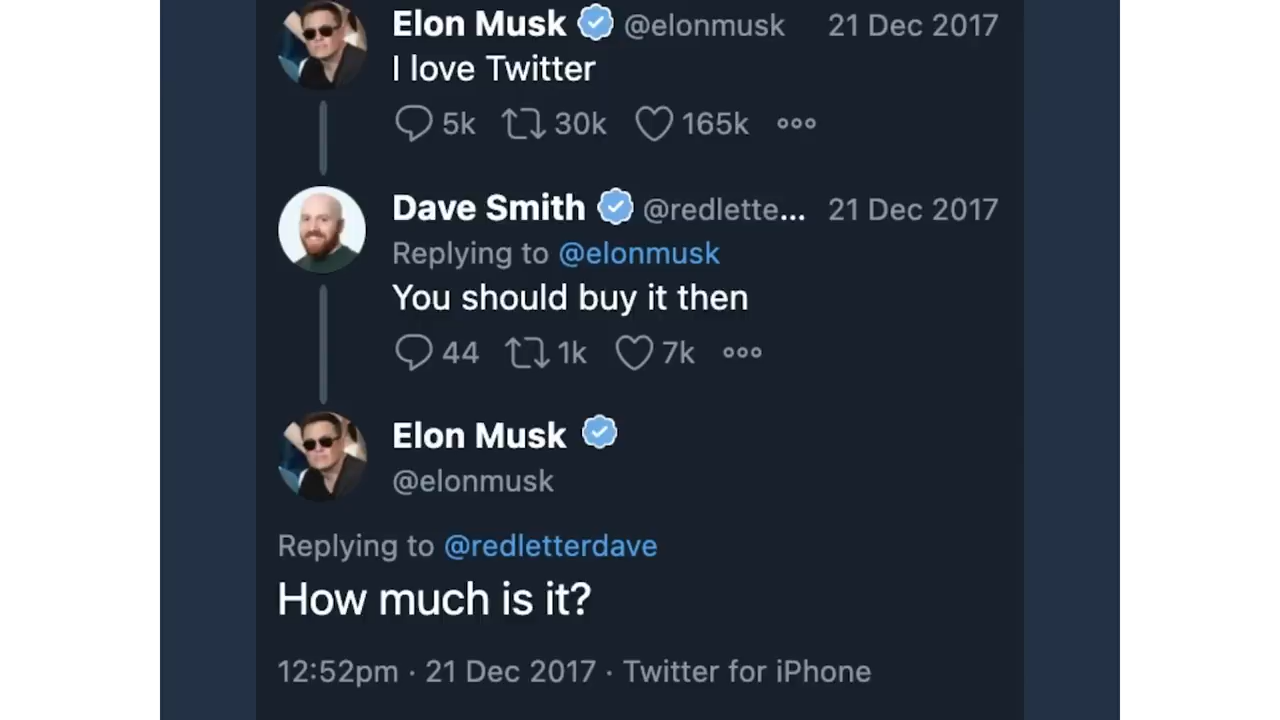 Elon Musk @elonmusk 21 Dec 2017
I love Twitter
5k 30k 165k
Dave Smith @redlette... 21 Dec 2017
Replying to @elonmusk
You should buy it then
44 1k 7k
Elon Musk
@elonmusk
Replying to @redletterdave
How much is it?
12:52pm · 21 Dec 2017 · Twitter for iPhone